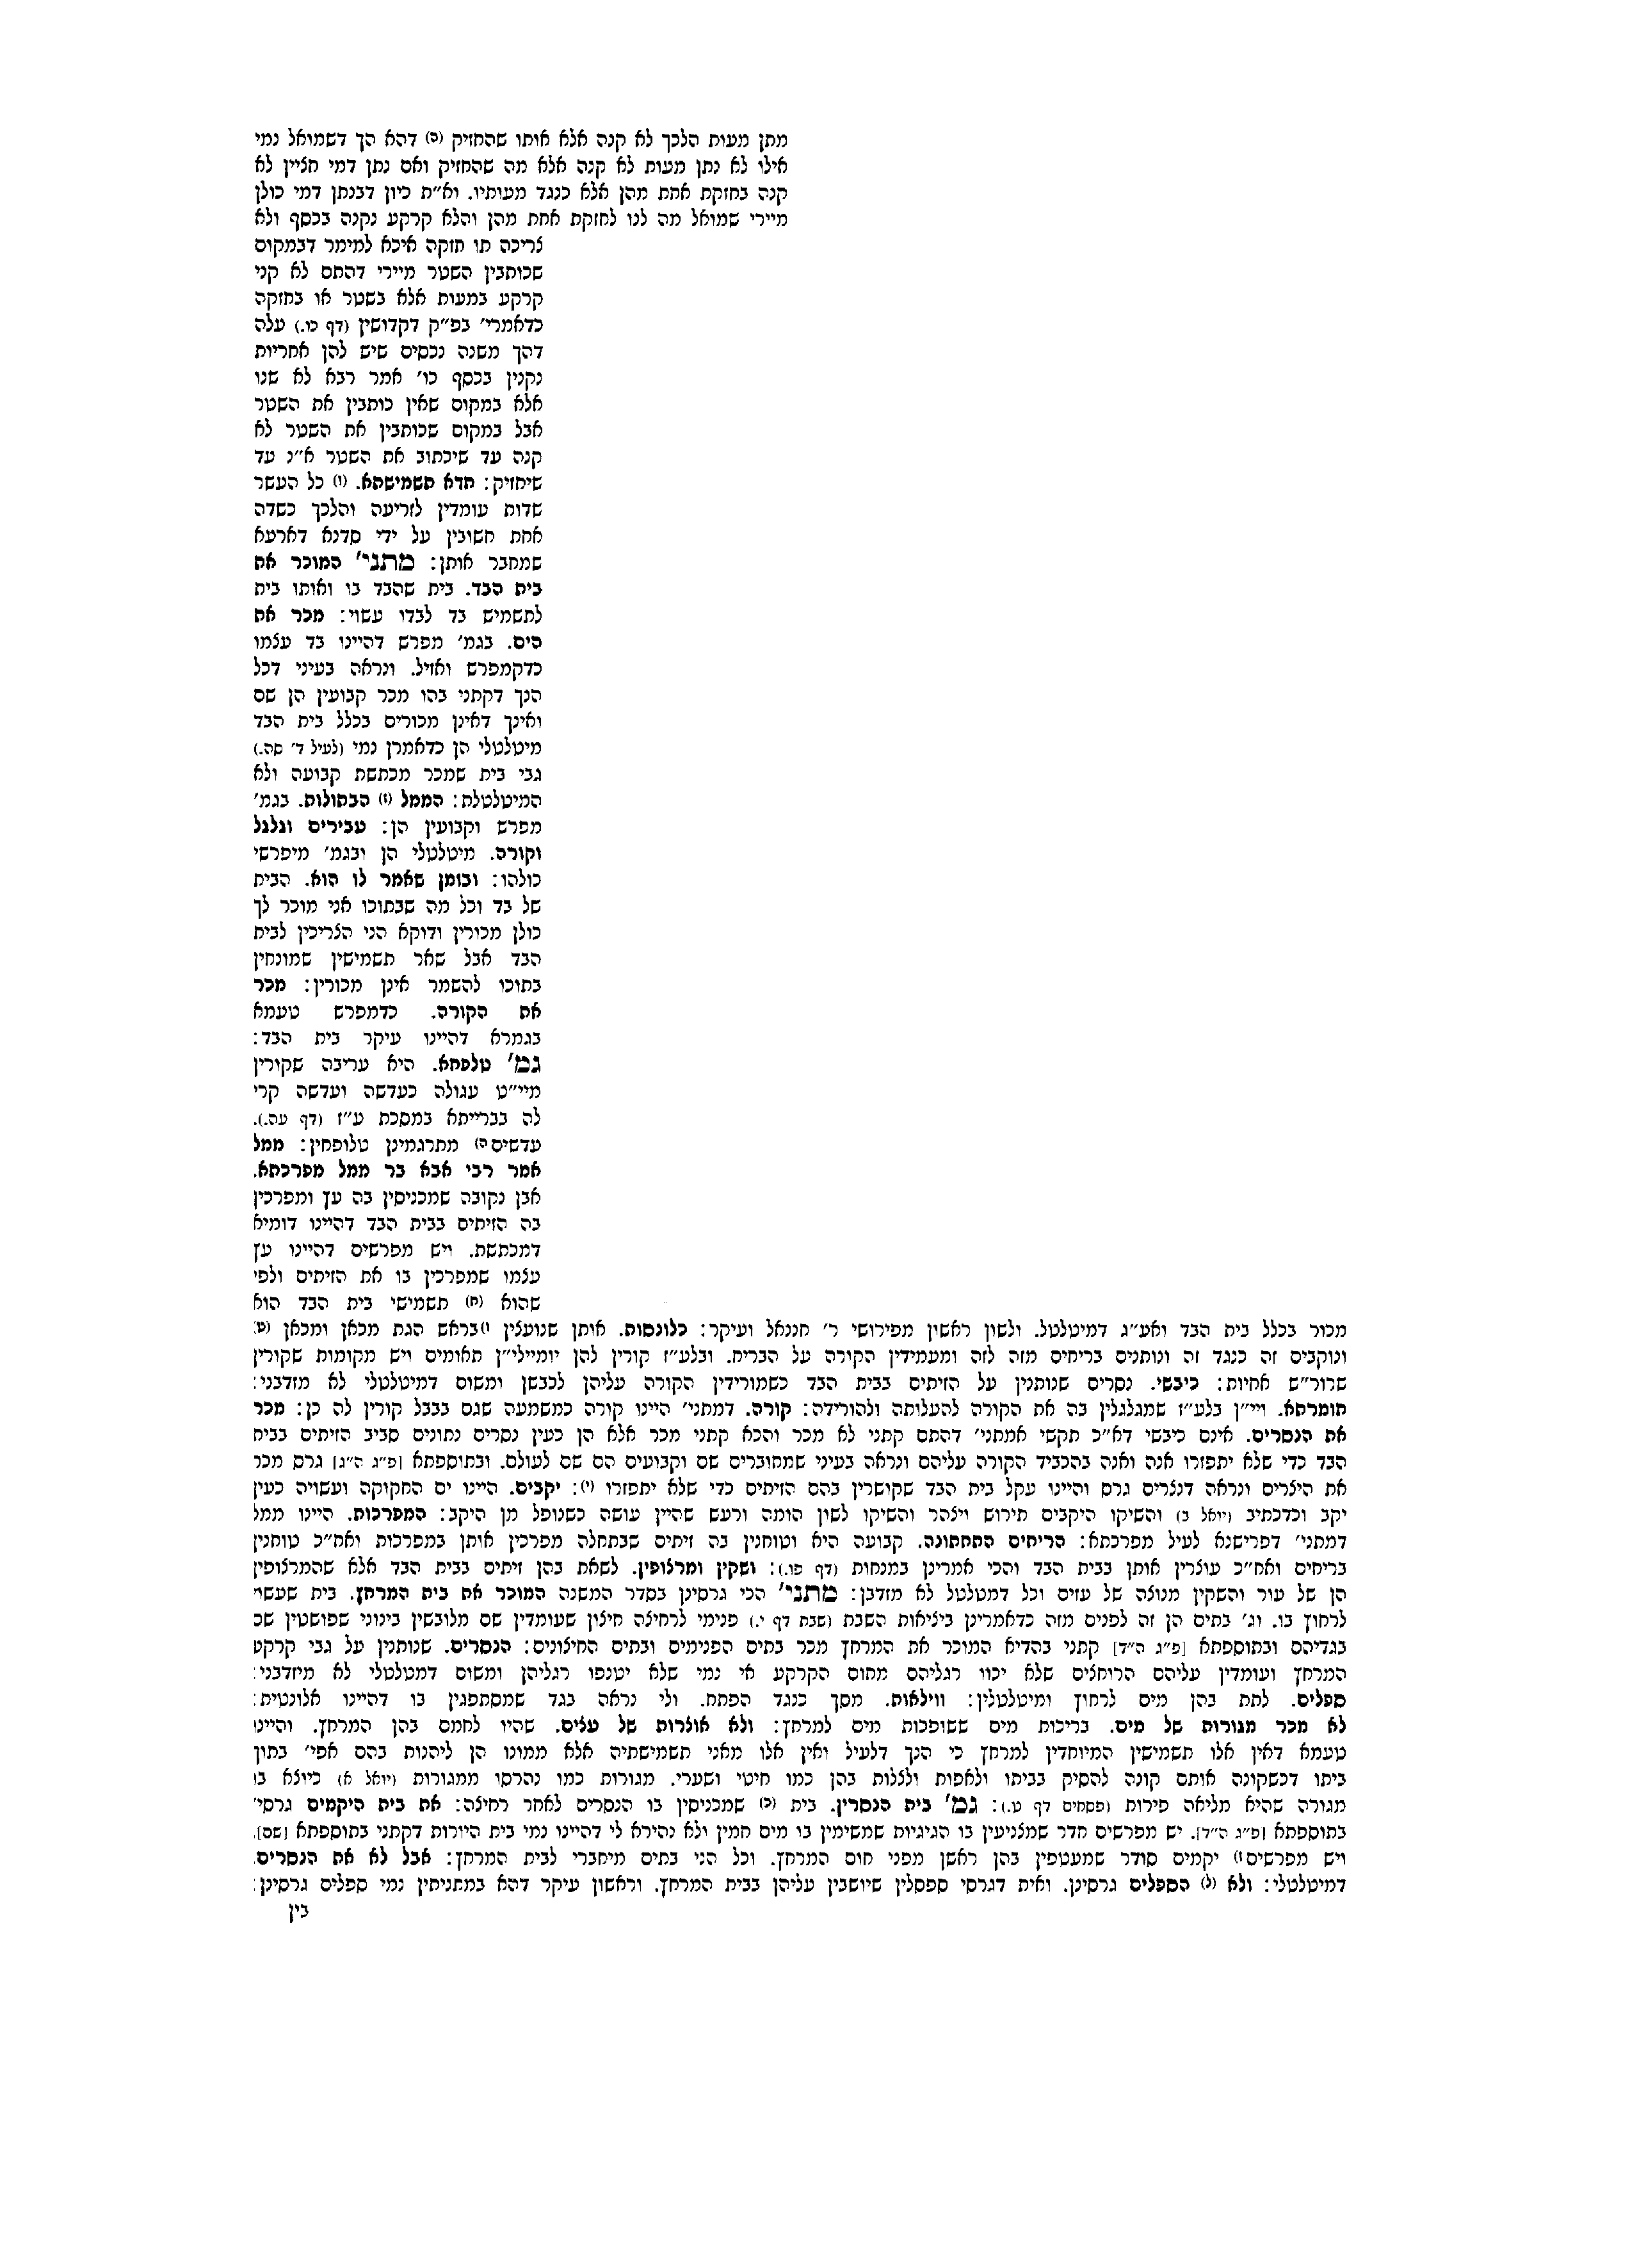 מתן מעות הלכך לא קנה אלא אותו שהחזיק (ה) דהא הך דשמואל נמי
אילו לא נתן מעות לא קנה אלא מה שהחזיק ואם נתן דמי חציין לא
קנה בחזקת אחת מהן אלא כנגד מעותיו. וא״ת כיון דבנתן דמי כולן
מיירי שמואל מה לנו לחזקת אחת מהן והלא קרקע נקנה בכסף ולא
צריכה תו חזקה איכא למימר דבמקום
שכותבין השטר מיירי דהתם לא קני
קרקע במעות אלא בשטר או בחזקה
כדאמרי׳ בפ״ק דקדושין (דף כו.) עלה
דהך משנה נכסים שיש להן אחריות
נקנין בכסף כו׳ אמר רבא לא שנו
אלא במקום שאין כותבין את השטר
אבל במקום שכותבין את השטר לא
קנה עד שיכתוב את השטר א״נ עד
שיחזיק: חדא תשמישתא. (ו) כל העשר
שדות עומדין לזריעה והלכך כשדה
אחת חשובין על ידי סדנא דארעא
שמחבר אותן: מתני׳ המוכר את
בית הבד. בית שהבד בו ואותו בית
לתשמיש בד לבדו עשוי: מכר את
הים. בגמ׳ מפרש דהיינו בד עצמו
כדקמפרש ואזיל. ונראה בעיני דכל
הנך דקתני בהו מכר קבועין הן שם
ואינך דאינן מכורים בכלל בית הבד
מיטלטלי הן כדאמרן נמי (לעיל ד׳ סה.)
גבי בית שמכר מכתשת קבועה ולא
המיטלטלת: הממל (ז) הבתולות. בגמ׳
מפרש וקבועין הן: עבירים וגלגל
וקורה. מיטלטלי הן ובגמ׳ מיפרשי
כולהו: ובזמן שאמר לו הוא. הבית
של בד וכל מה שבתוכו אני מוכר לך
כולן מכורין ודוקא הני הצריכין לבית
הבד אבל שאר תשמישין שמונחין
בתוכו להשמר אינן מכורין: מכר
את הקורה. כדמפרש טעמא
בגמרא דהיינו עיקר בית הבד:
גמ׳ טלפחא. היא עריבה שקורין
מיי״ט עגולה כעדשה ועדשה קרי
לה בברייתא במסכת ע״ז (דף עה.).
עדשים ה) מתרגמינן טלופחין: ממל
אמר רבי אבא בר ממל מפרכתא.
אבן נקובה שמכניסין בה עץ ומפרכין
בה הזיתים בבית הבד דהיינו דומיא
דמכתשת. ויש מפרשים דהיינו עץ
עצמו שמפרכין בו את הזיתים ולפי
שהוא (ח) תשמישי בית הבד הוא
מכור בכלל בית הבד ואע״ג דמיטלטל. ולשון ראשון מפירושי ר׳ חננאל ועיקר: כלונסות. אותן שנועצין ו) בראש הגת מכאן ומכאן (ט)
ונוקבים זה כנגד זה ונותנים בריחים מזה לזה ומעמידין הקורה על הבריח. ובלע״ז קורין להן יומיילי״ן תאומים ויש מקומות שקורין
שרור״ש אחיות: כיבשי. נסרים שנותנין על הזיתים בבית הבד כשמורידין הקורה עליהן לכבשן ומשום דמיטלטלי לא מזדבני:
חומרתא. ויי״ן בלע״ז שמגלגלין בה את הקורה להעלותה ולהורידה: קורה. דמתני׳ היינו קורה כמשמעה שגם בבבל קורין לה כן: מכר
את הנסרים. אינם כיבשי דא״כ תקשי אמתני׳ דהתם קתני לא מכר והכא קתני מכר אלא הן כעין נסרים נתונים סביב הזיתים בבית
הבד כדי שלא יתפזרו אנה ואנה בהכביד הקורה עליהם ונראה בעיני שמחוברים שם וקבועים הם שם לעולם. ובתוספתא [פ״ג ה״ג] גרס מכר
את היצרים ונראה דנצרים גרס והיינו עקל בית הבד שקושרין בהם הזיתים כדי שלא יתפזרו (י): יקבים. היינו ים החקוקה ועשויה כעין
יקב וכדכתיב (יואל ב) והשיקו היקבים תירוש ויצהר והשיקו לשון הומה ורעש שהיין עושה כשנופל מן היקב: המפרכות. היינו ממל
דמתני׳ דפרישנא לעיל מפרכתא: הריחים התחתונה. קבועה היא וטוחנין בה זיתים שבתחלה מפרכין אותן במפרכות ואח״כ טוחנין
בריחים ואח״כ עוצרין אותן בבית הבד והכי אמרינן במנחות (דף פו.): ושקין ומרצופין. לשאת בהן זיתים בבית הבד אלא שהמרצופין
הן של עור והשקין מנוצה של עזים וכל דמטלטל לא מזדבן: מתני׳ הכי גרסינן בסדר המשנה המוכר את בית המרחץ. בית שעשוי
לרחוץ בו. וג׳ בתים הן זה לפנים מזה כדאמרינן ביציאות השבת (שבת דף י.) פנימי לרחיצה חיצון שעומדין שם מלובשין בינוני שפושטין שם
בגדיהם ובתוספתא [פ״ג ה״ד] קתני בהדיא המוכר את המרחץ מכר בתים הפנימים ובתים החיצונים: הנסרים. שנותנין על גבי קרקע
המרחץ ועומדין עליהם הרוחצים שלא יכוו רגליהם מחום הקרקע אי נמי שלא יטנפו רגליהן ומשום דמטלטלי לא מיזדבני:
ספלים. לתת בהן מים לרחוץ ומיטלטלין: ווילאות. מסך כנגד הפתח. ולי נראה בגד שמסתפגין בו דהיינו אלונטית:
לא מכר מגורות של מים. בריכות מים ששופכות מים למרחץ: ולא אוצרות של עצים. שהיו לחמם בהן המרחץ. והיינו
טעמא דאין אלו תשמישין המיוחדין למרחץ כי הנך דלעיל ואין אלו מאני תשמישתיה אלא ממונו הן ליהנות בהם אפי׳ בתוך
ביתו דכשקונה אותם קונה להסיק בביתו ולאפות ולצלות בהן כמו חיטי ושערי. מגורות כמו נהרסו ממגורות (יואל א) כיוצא בו
מגורה שהיא מליאה פירות (פסחים דף ט.): גמ׳ בית הנסרין. בית (כ) שמכניסין בו הנסרים לאחר רחיצה: את בית היקמים גרסי׳
בתוספתא [פ״ג ה״ד]. יש מפרשים חדר שמצניעין בו הגיגיות שמשימין בו מים חמין ולא נהירא לי דהיינו נמי בית היורות דקתני בתוספתא [שם].
ויש מפרשים ז) יקמים סודר שמעטפין בהן ראשן מפני חום המרחץ. וכל הני בתים מיחברי לבית המרחץ: אבל לא את הנסרים.
דמיטלטלי: ולא (ל) הספלים גרסינן. ואית דגרסי ספסלין שיושבין עליהן בבית המרחץ. וראשון עיקר דהא במתניתין נמי ספלים גרסינן:
בין